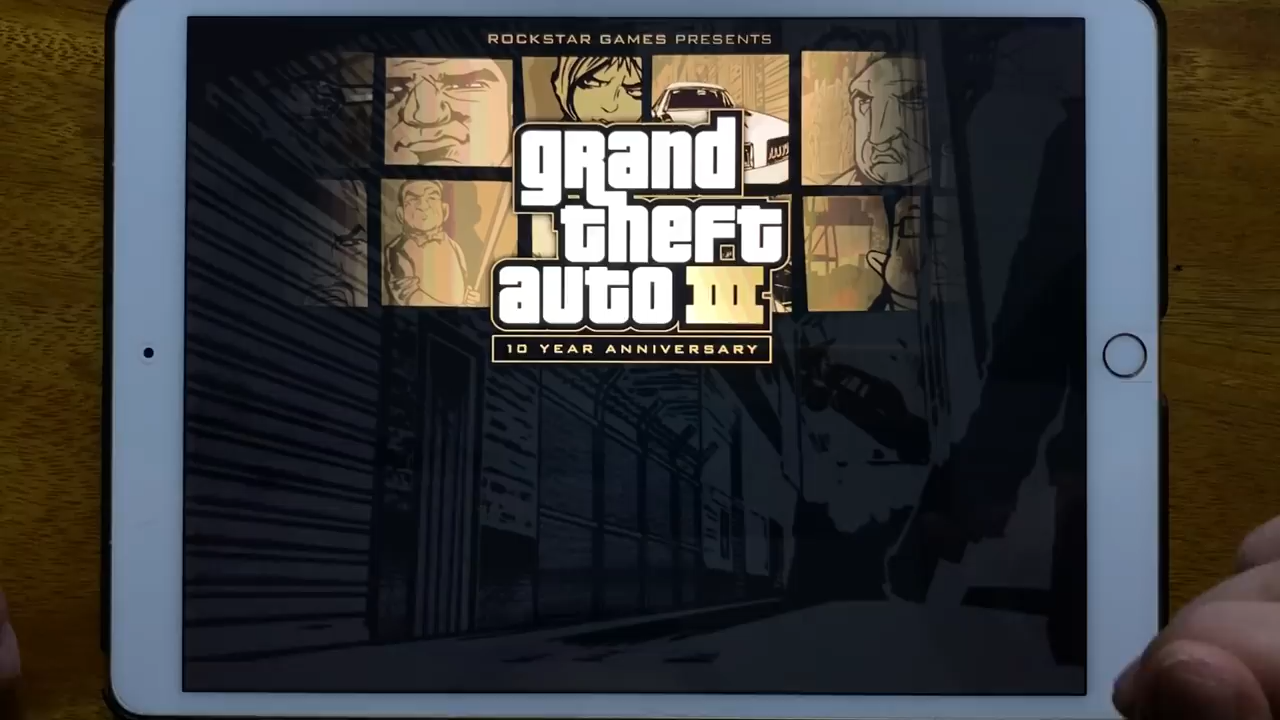 ROCKSTAR GAMES PRESENTS
grand
theft
auto III
10 YEAR ANNIVERSARY